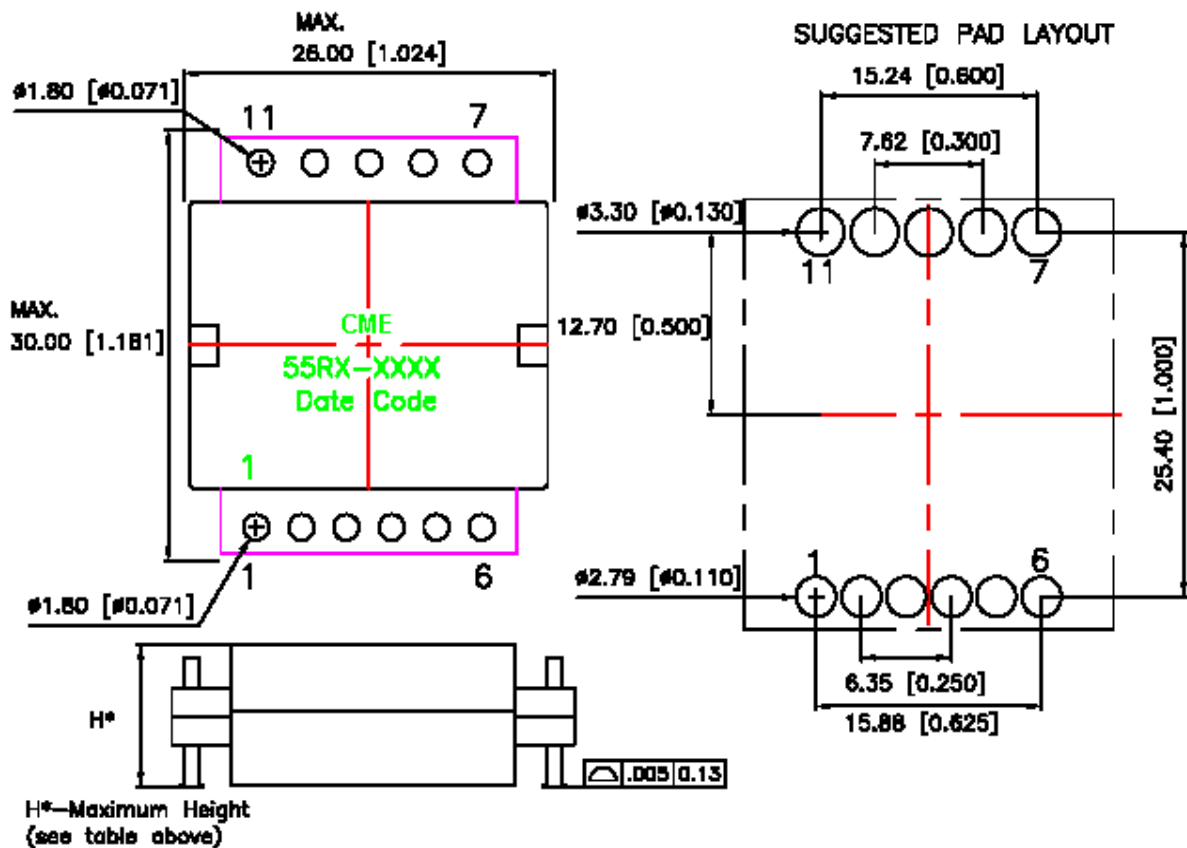 MAX.
26.00 [1.024]
ø1.80 [ø0.071]
11
7
MAX.
30.00 [1.181]
CME
55RX-XXXX
Date Code
1
1
6
ø1.80 [ø0.071]
H*
.005 0.13
H*-Maximum Height
(see table above)
SUGGESTED PAD LAYOUT
15.24 [0.600]
7.62 [0.300]
ø3.30 [ø0.130]
11
7
12.70 [0.500]
25.40 [1.000]
1
6
ø2.79 [ø0.110]
6.35 [0.250]
15.88 [0.625]